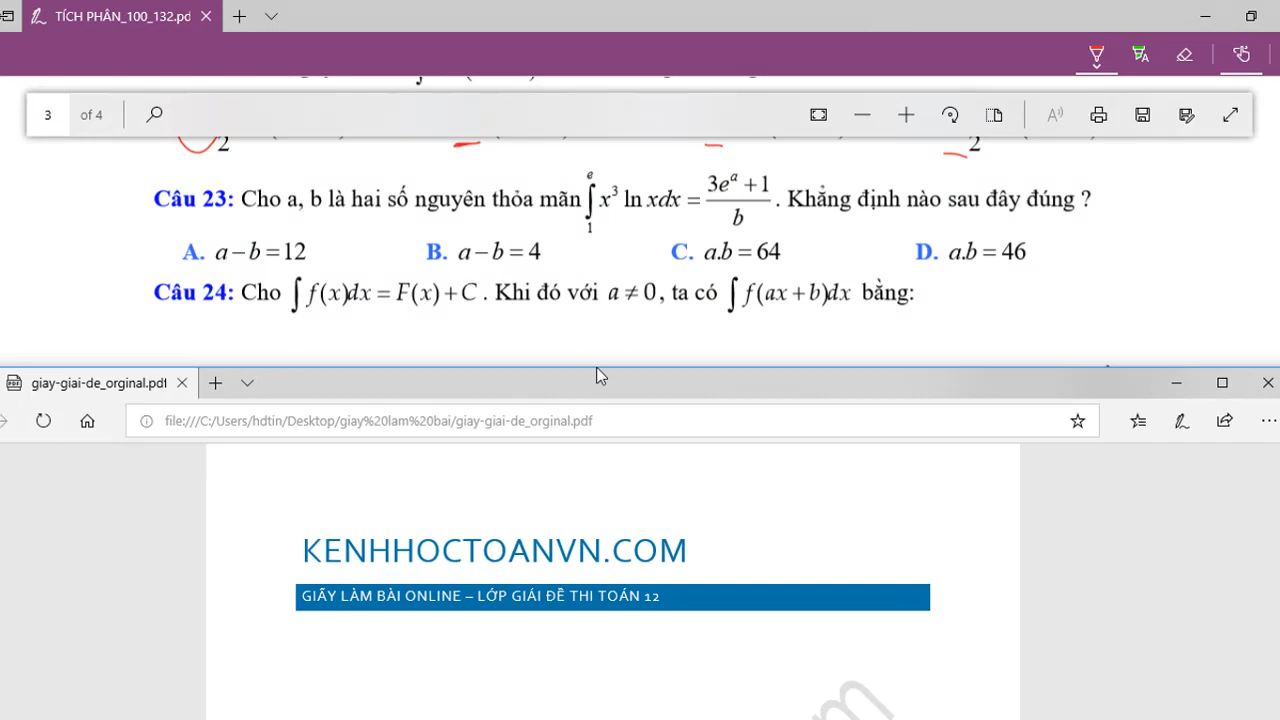 TÍCH PHÂN_100_132.pd
3 of 4
2 2
Câu 23: Cho a, b là hai số nguyên thỏa mãn ∫₁ᵉ x³ ln xdx = (3eᵃ + 1)/b . Khẳng định nào sau đây đúng ?
A. a − b = 12 B. a − b = 4 C. a.b = 64 D. a.b = 46
Câu 24: Cho ∫ f(x)dx = F(x) + C . Khi đó với a ≠ 0, ta có ∫ f(ax + b)dx bằng:
giay-giai-de_orginal.pdf
file:///C:/Users/hdtin/Desktop/giay%20lam%20bai/giay-giai-de_orginal.pdf
KENHHOCTOANVN.COM
GIẤY LÀM BÀI ONLINE – LỚP GIẢI ĐỀ THI TOÁN 12
m